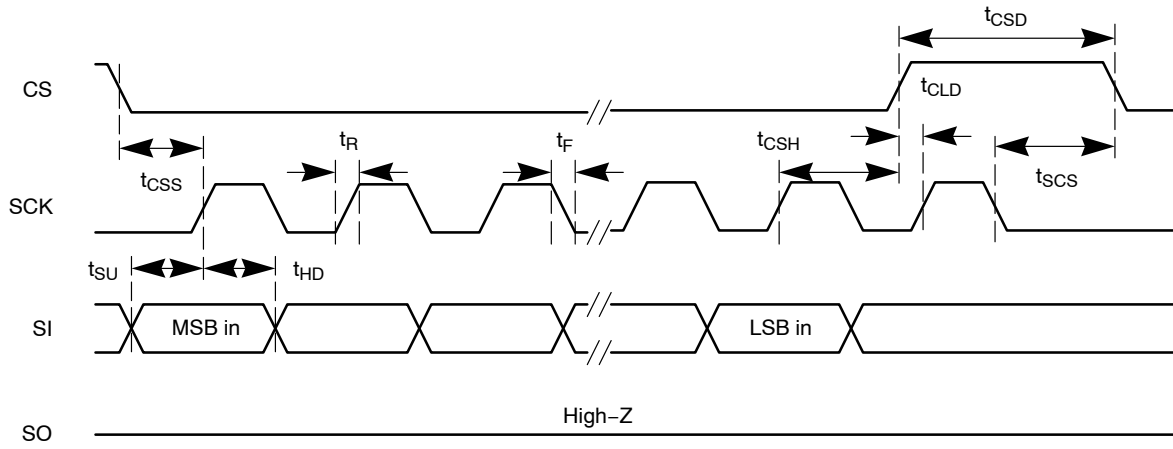 tCSD
CS
tCLD
tR
tF
tCSH
tCSS
tSCS
SCK
tSU
tHD
SI
MSB in
LSB in
High−Z
SO